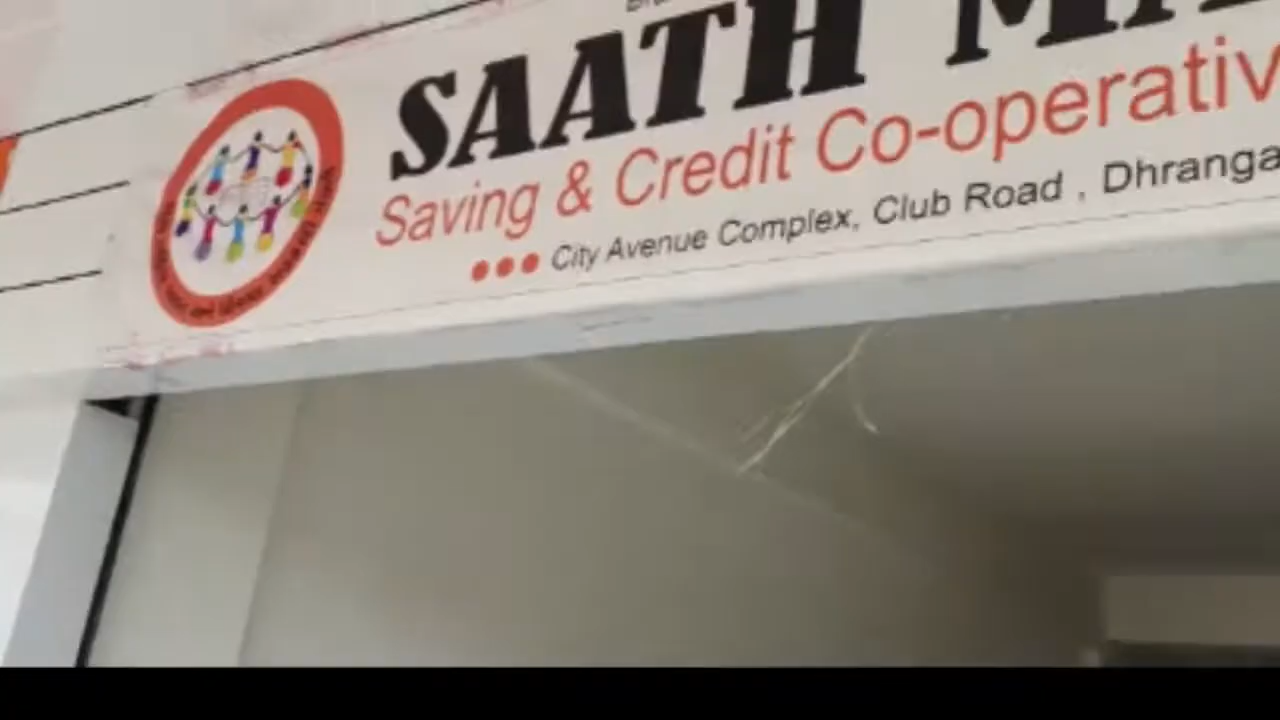 SAATH
Saving & Credit Co-operativ
City Avenue Complex, Club Road , Dhranga